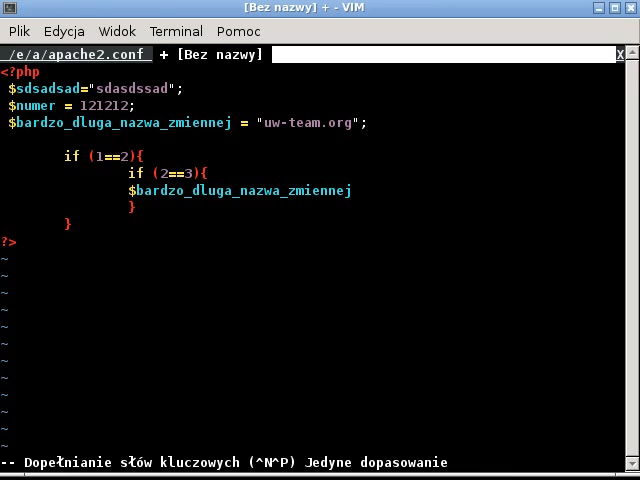 [Bez nazwy] + - VIM
Plik Edycja Widok Terminal Pomoc
/e/a/apache2.conf + [Bez nazwy] X
<?php
$sdsadsad="sdasdssad";
$numer = 121212;
$bardzo_dluga_nazwa_zmiennej = "uw-team.org";
if (1==2){
if (2==3){
$bardzo_dluga_nazwa_zmiennej
}
}
?>
~
~
~
~
~
~
~
~
~
~
~
~
-- Dopełnianie słów kluczowych (^N^P) Jedyne dopasowanie